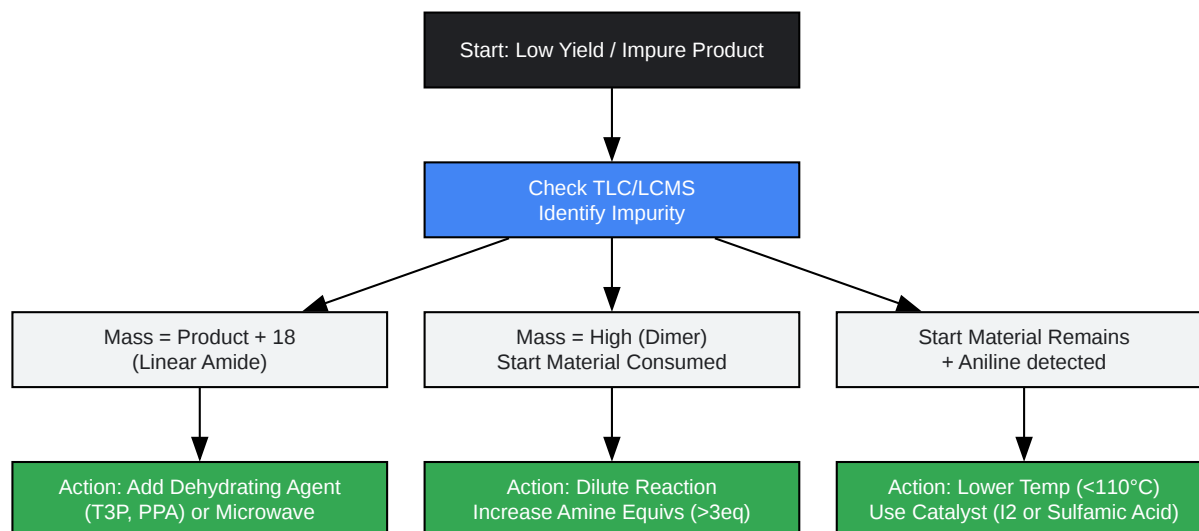 Start: Low Yield / Impure Product
Check TLC/LCMS
Identify Impurity
Mass = Product + 18
(Linear Amide)
Mass = High (Dimer)
Start Material Consumed
Start Material Remains
+ Aniline detected
Action: Add Dehydrating Agent
(T3P, PPA) or Microwave
Action: Dilute Reaction
Increase Amine Equivs (>3eq)
Action: Lower Temp (<110°C)
Use Catalyst (I2 or Sulfamic Acid)